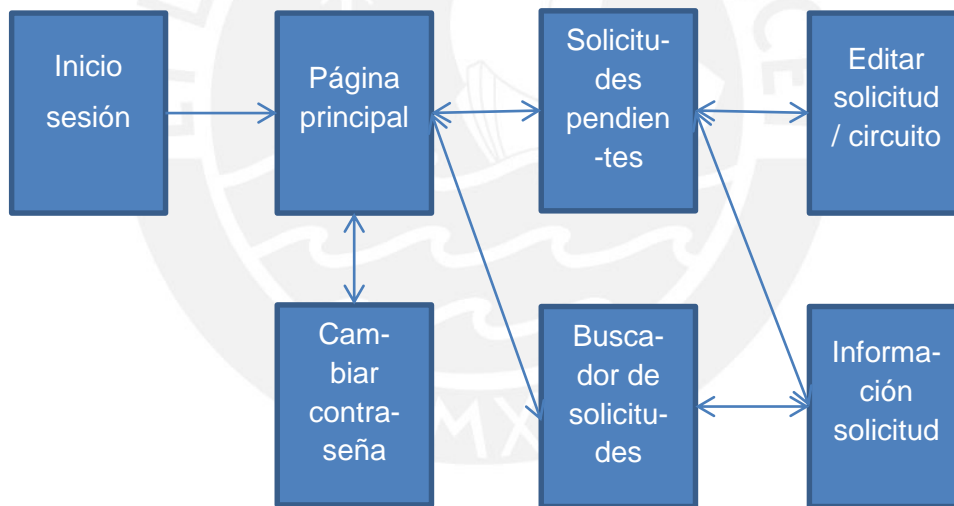 Inicio
sesión
Página
principal
Solicitu-
des
pendien
-tes
Editar
solicitud
/ circuito
Cam-
biar
contra-
seña
Busca-
dor de
solicitu-
des
Informa-
ción
solicitud